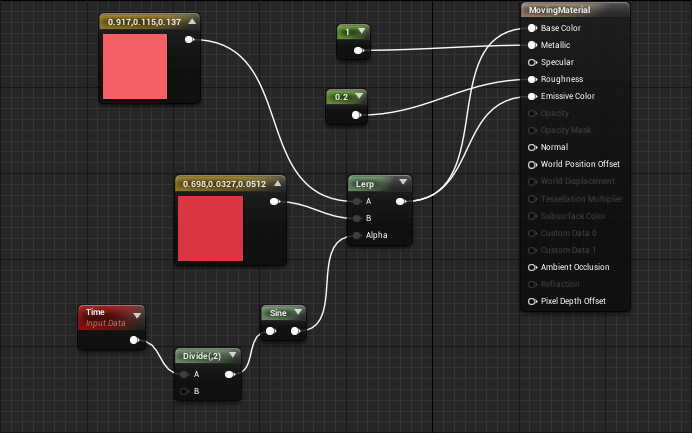 0.917,0.115,0.137
1
0.2
MovingMaterial
Base Color
Metallic
Specular
Roughness
Emissive Color
Opacity
Opacity Mask
Normal
World Position Offset
World Displacement
Tessellation Multiplier
Subsurface Color
Custom Data 0
Custom Data 1
Ambient Occlusion
Refraction
Pixel Depth Offset
0.698,0.0327,0.0512
Lerp
A
B
Alpha
Time
Input Data
Divide(,2)
A
B
Sine